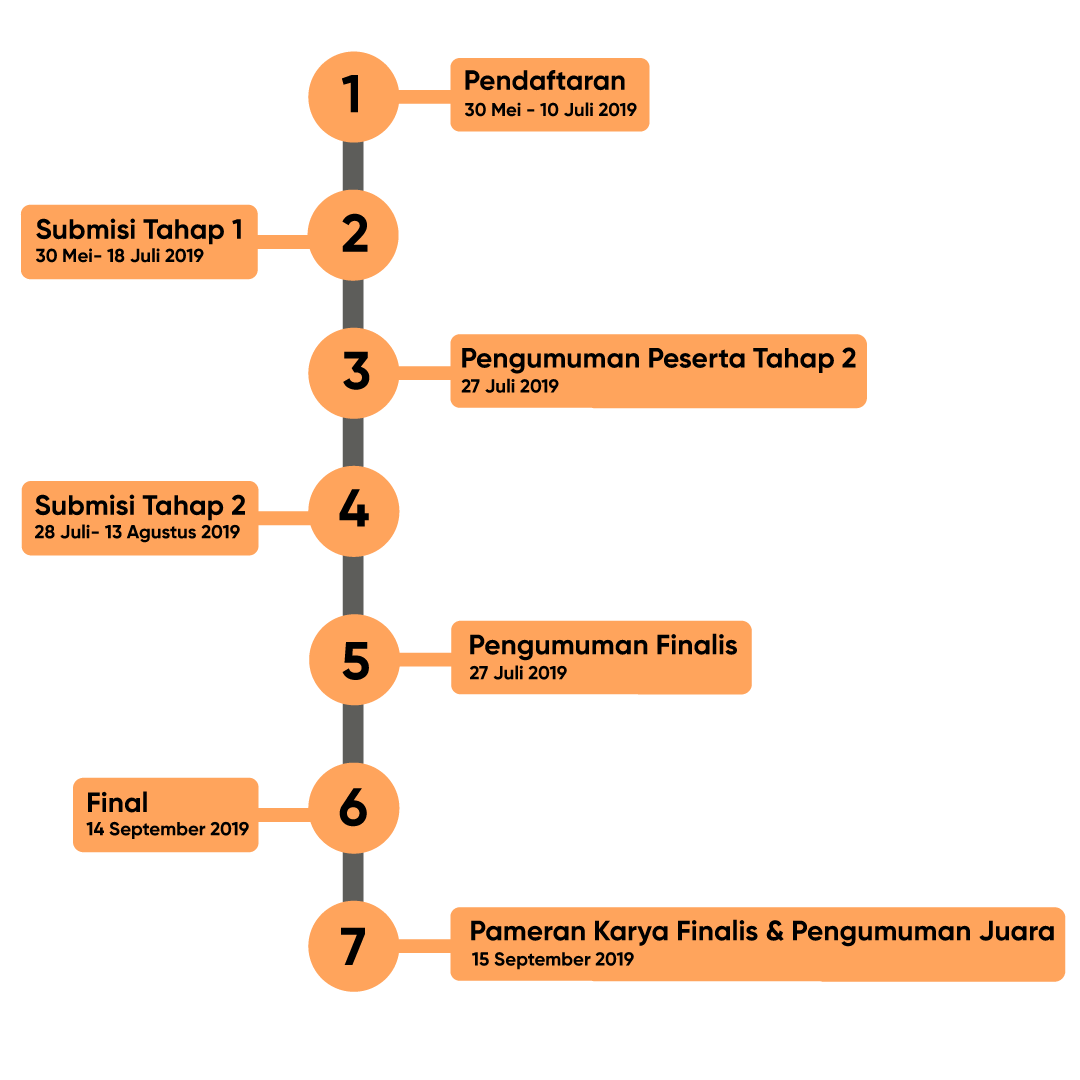 1
Pendaftaran
30 Mei - 10 Juli 2019
Submisi Tahap 1
30 Mei- 18 Juli 2019
2
3
Pengumuman Peserta Tahap 2
27 Juli 2019
Submisi Tahap 2
28 Juli- 13 Agustus 2019
4
5
Pengumuman Finalis
27 Juli 2019
Final
14 September 2019
6
7
Pameran Karya Finalis & Pengumuman Juara
15 September 2019